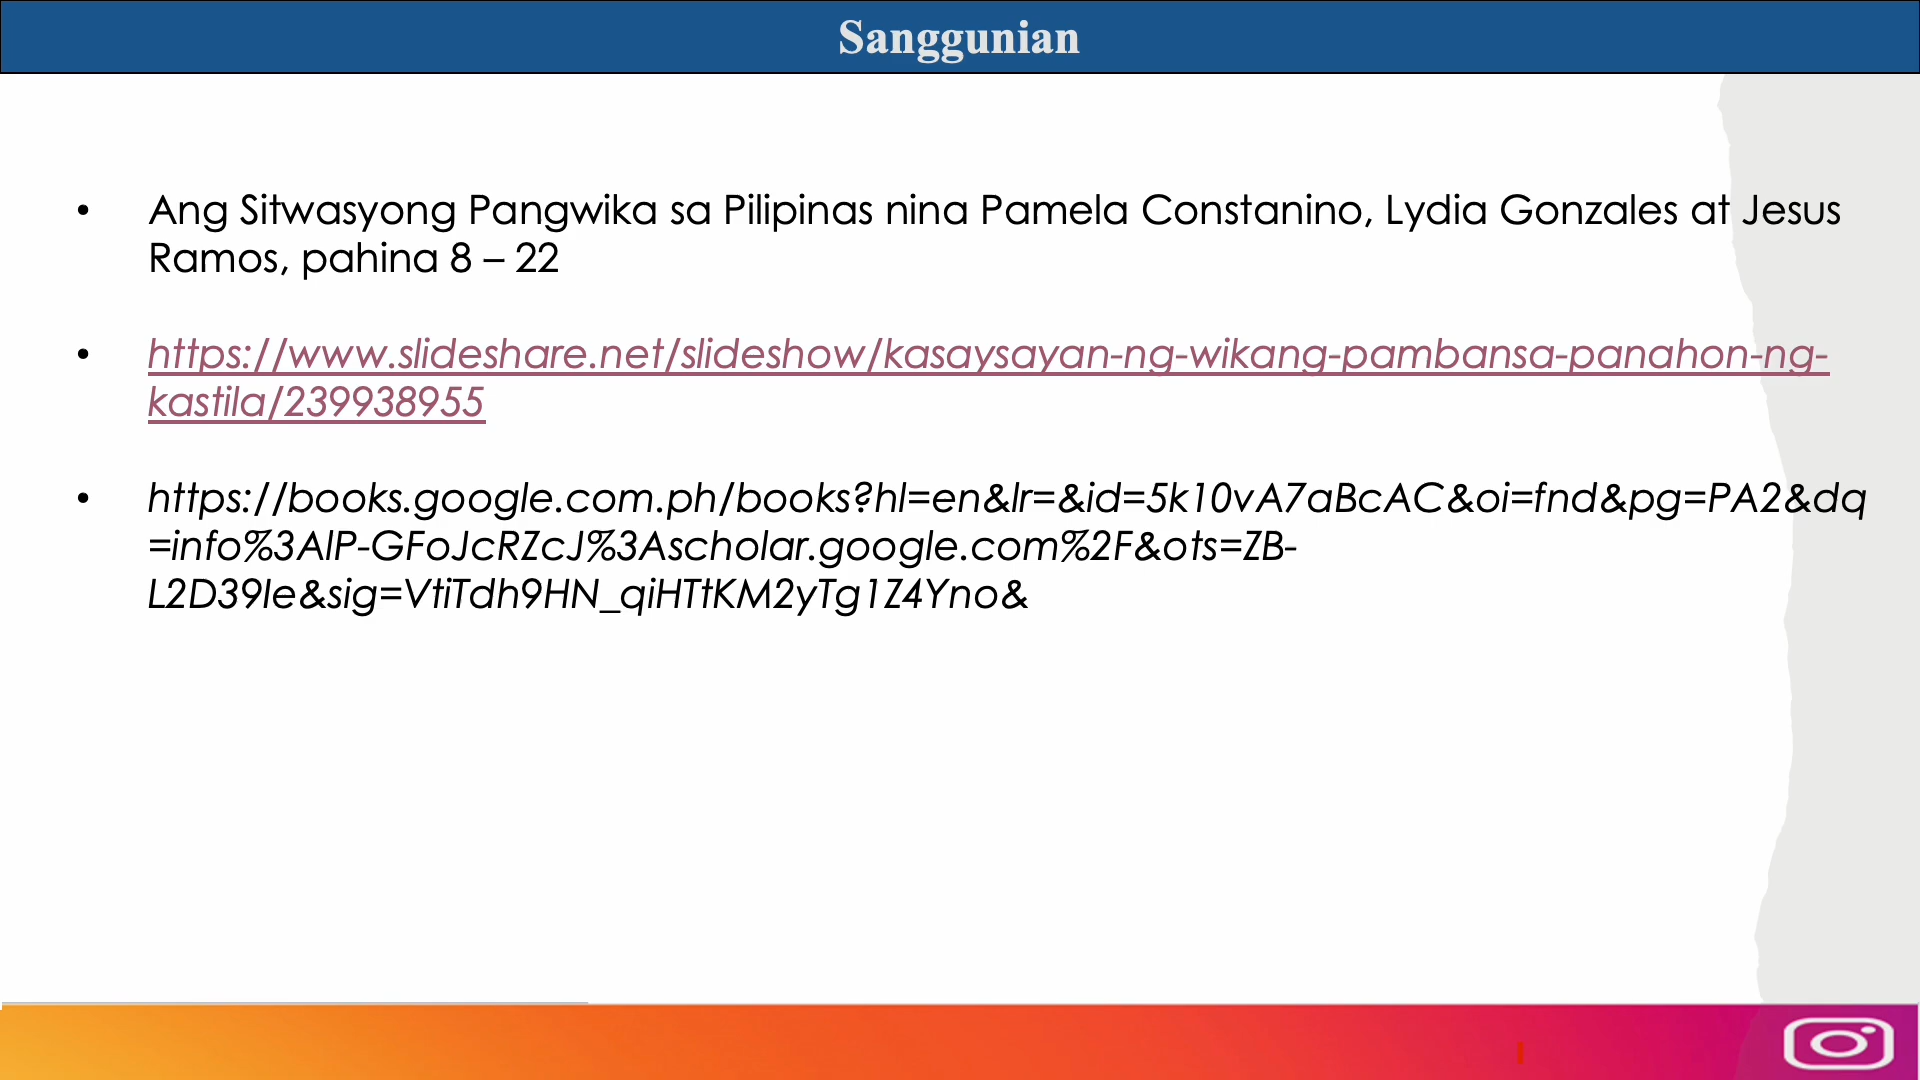 Sanggunian
• Ang Sitwasyong Pangwika sa Pilipinas nina Pamela Constanino, Lydia Gonzales at Jesus
Ramos, pahina 8 – 22
• https://www.slideshare.net/slideshow/kasaysayan-ng-wikang-pambansa-panahon-ng-
kastila/239938955
• https://books.google.com.ph/books?hl=en&lr=&id=5k10vA7aBcAC&oi=fnd&pg=PA2&dq
=info%3AlP-GFoJcRZcJ%3Ascholar.google.com%2F&ots=ZB-
L2D39Ie&sig=VtiTdh9HN_qiHTtKM2yTg1Z4Yno&